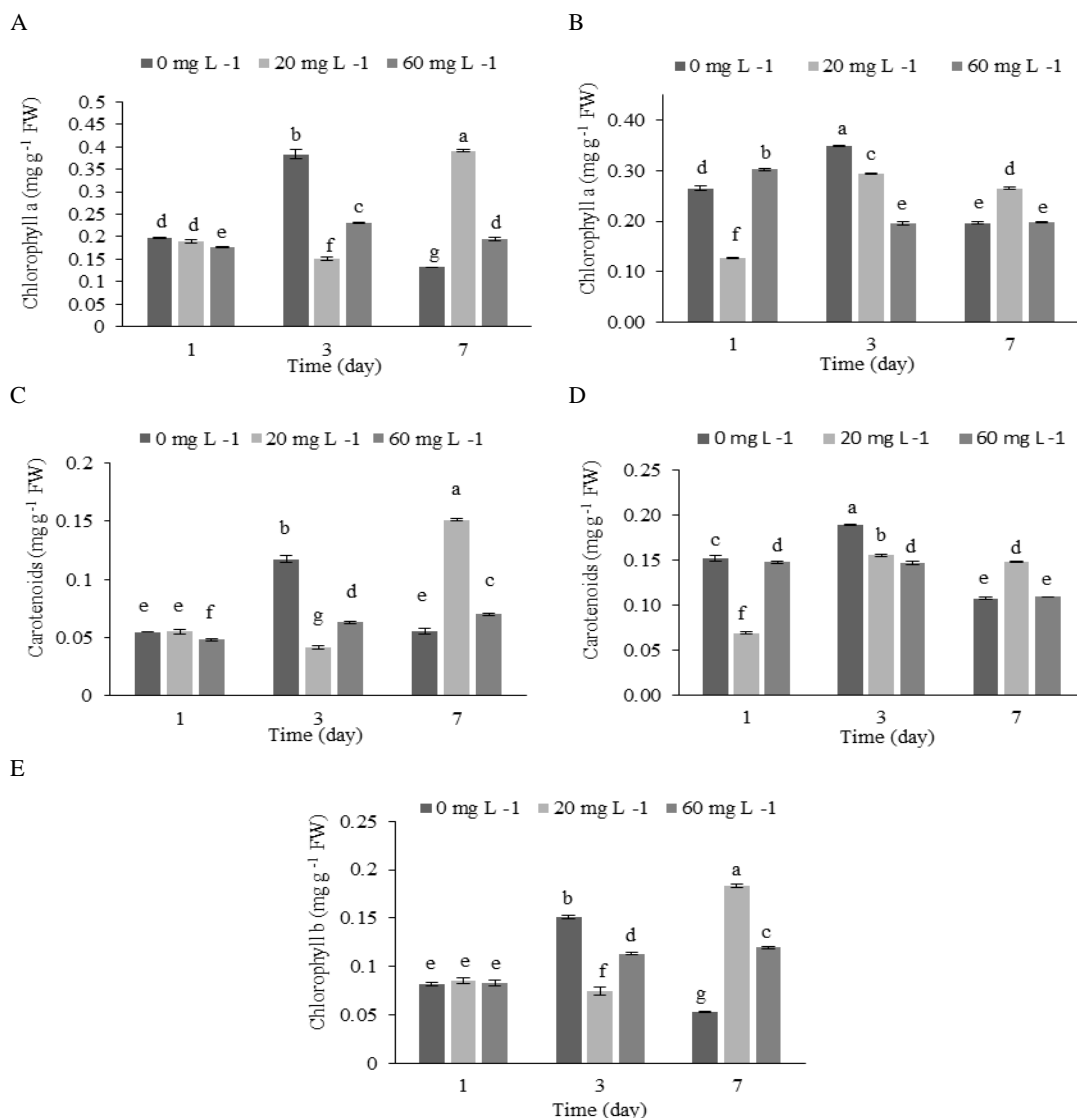 A
0 mg L -1 20 mg L -1 60 mg L -1
Chlorophyll a (mg g-1 FW)
0.5
0.45
0.4
0.35
0.3
0.25
0.2
0.15
0.1
0.05
0
d d e b f c g a d
1 3 7
Time (day)
B
0 mg L -1 20 mg L -1 60 mg L -1
Chlorophyll a (mg g-1 FW)
0.40
0.30
0.20
0.10
0.00
d f b a c e e d e
1 3 7
Time (day)
C
0 mg L -1 20 mg L -1 60 mg L -1
Carotenoids (mg g-1 FW)
0.2
0.15
0.1
0.05
0
e e f b g d e a c
1 3 7
Time (day)
D
0 mg L -1 20 mg L -1 60 mg L -1
Carotenoids (mg g-1 FW)
0.25
0.20
0.15
0.10
0.05
0.00
c f d a b d e d e
1 3 7
Time (day)
E
0 mg L -1 20 mg L -1 60 mg L -1
Chlorophyll b (mg g-1 FW)
0.25
0.2
0.15
0.1
0.05
0
e e e b f d g a c
1 3 7
Time (day)